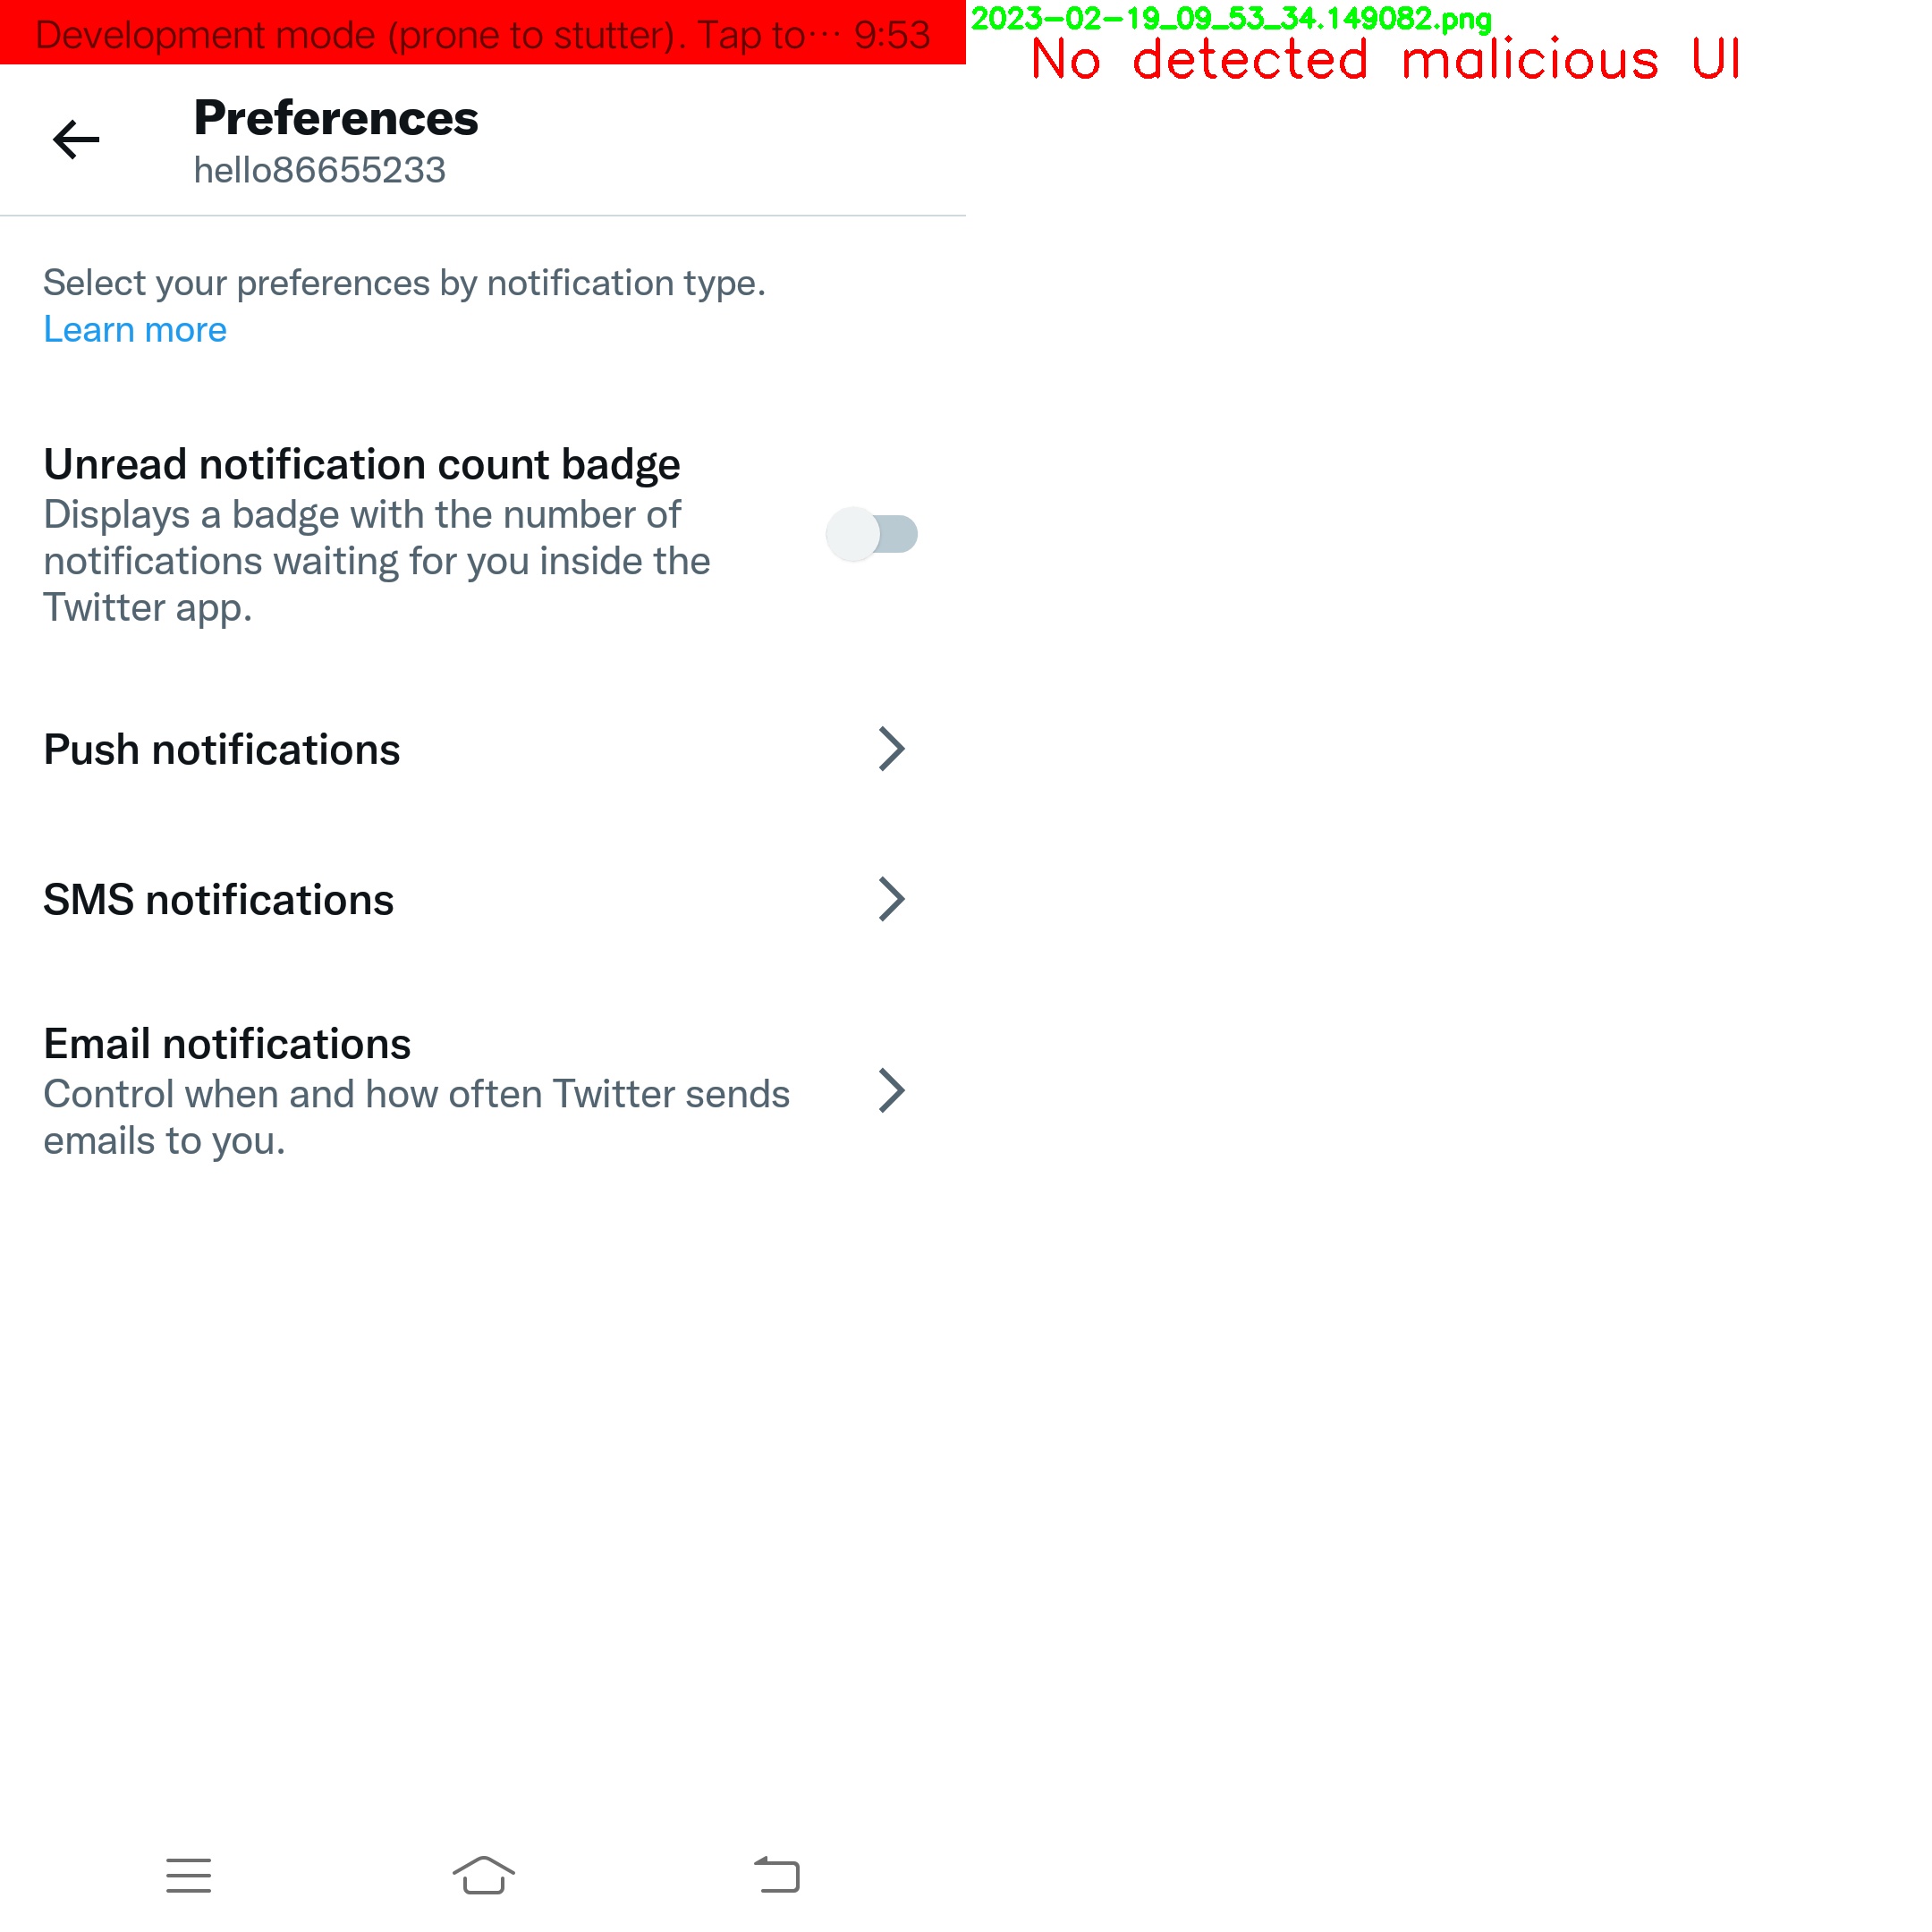 Development mode (prone to stutter). Tap to··· 9:53
Preferences
hello86655233
Select your preferences by notification type.
Learn more
Unread notification count badge
Displays a badge with the number of
notifications waiting for you inside the
Twitter app.
Push notifications
SMS notifications
Email notifications
Control when and how often Twitter sends
emails to you.
2023-02-19_09_53_34.149082.png
No detected malicious UI